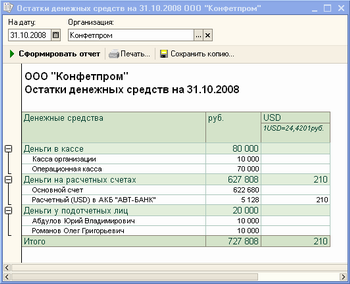 Остатки денежных средств на 31.10.2008 ООО "Конфетпром"
На дату: Организация:
31.10.2008 Конфетпром ... x
Сформировать отчет Печать... Сохранить копию...
ООО "Конфетпром"
Остатки денежных средств на 31.10.2008
Денежные средства руб. USD
1USD=24,4201руб.
Деньги в кассе 80 000
Касса организации 10 000
Операционная касса 70 000
Деньги на расчетных счетах 627 808 210
Основной счет 622 680
Расчетный (USD) в АКБ "АВТ-БАНК" 5 128 210
Деньги у подотчетных лиц 20 000
Абдулов Юрий Владимирович 10 000
Романов Олег Григорьевич 10 000
Итого 727 808 210